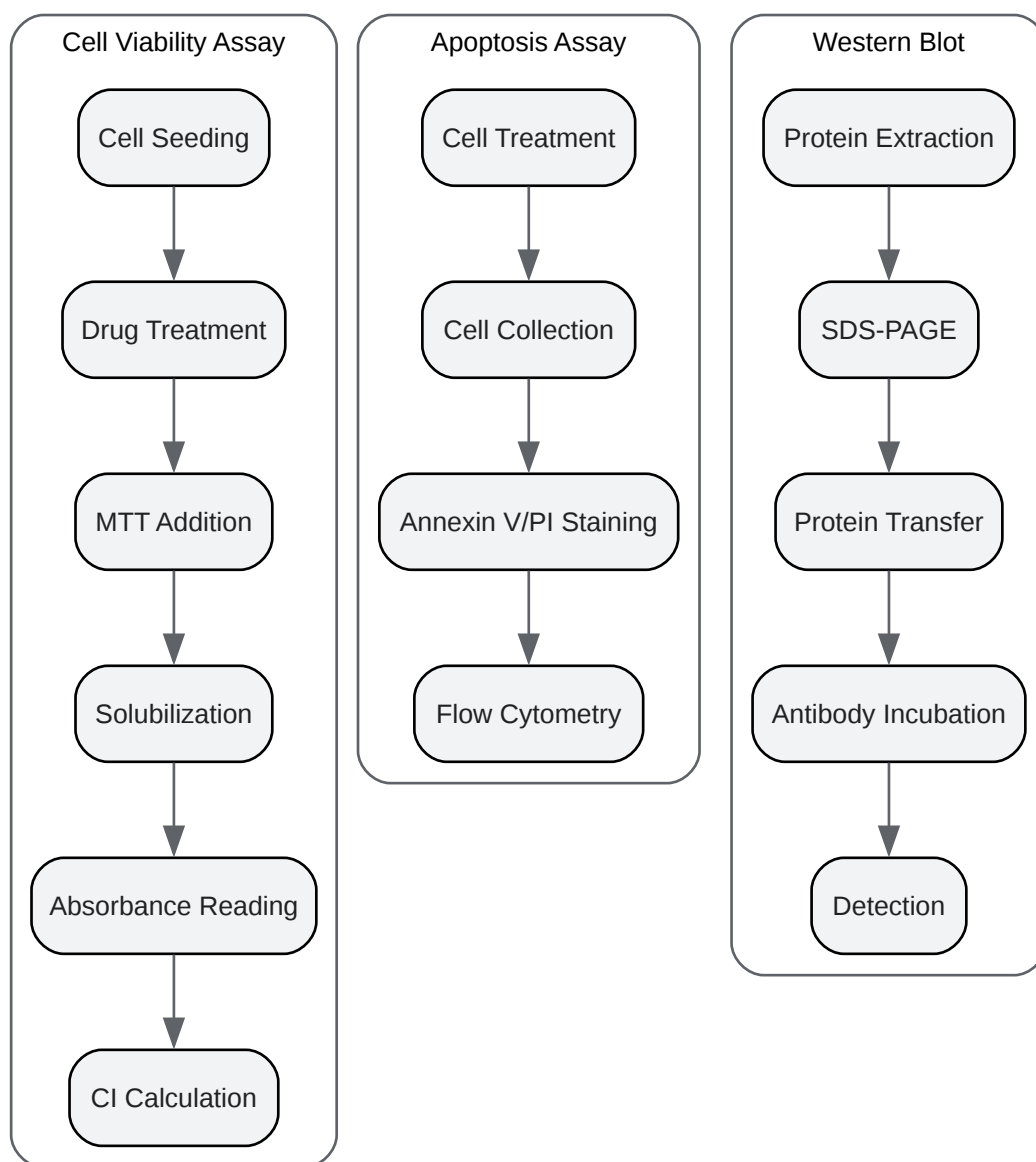 Cell Viability Assay
Cell Seeding
Drug Treatment
MTT Addition
Solubilization
Absorbance Reading
CI Calculation
Apoptosis Assay
Cell Treatment
Cell Collection
Annexin V/PI Staining
Flow Cytometry
Western Blot
Protein Extraction
SDS-PAGE
Protein Transfer
Antibody Incubation
Detection